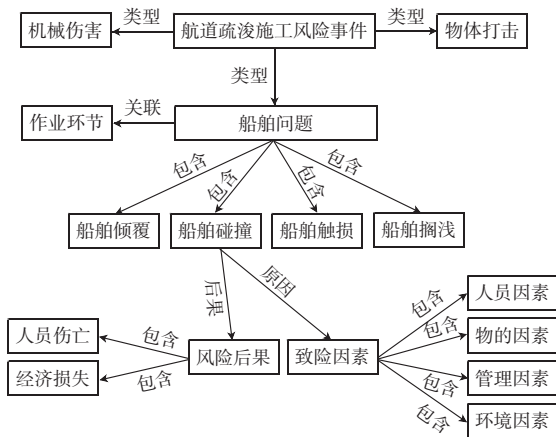 机械伤害
类型
航道疏浚施工风险事件
类型
物体打击
类型
作业环节
关联
船舶问题
包含
包含
包含
包含
船舶倾覆
船舶碰撞
船舶触损
船舶搁浅
后果
原因
人员伤亡
包含
经济损失
包含
风险后果
致险因素
包含
人员因素
包含
物的因素
包含
管理因素
包含
环境因素